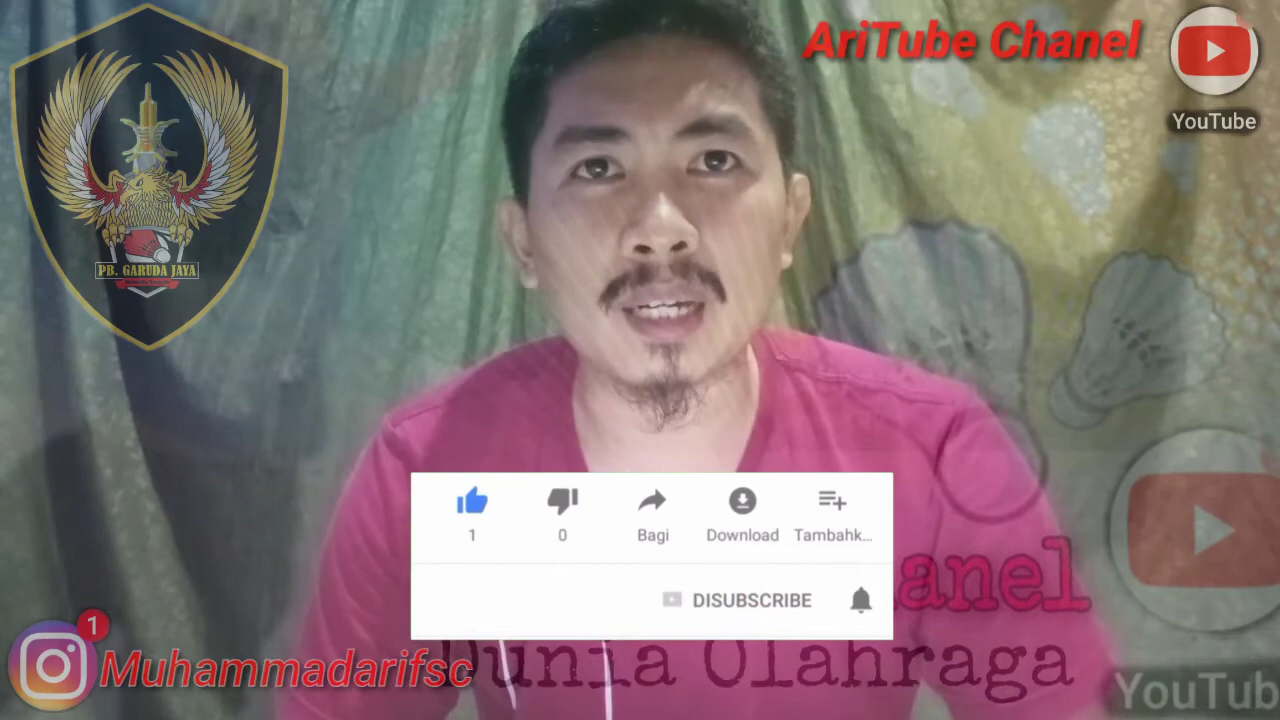 AriTube Chanel
YouTube
PB. GARUDA JAYA
1
0
Bagi
Download
Tambahk...
DISUBSCRIBE
anel
1
Muhammadarifsc
Dunia Olahraga
YouTub